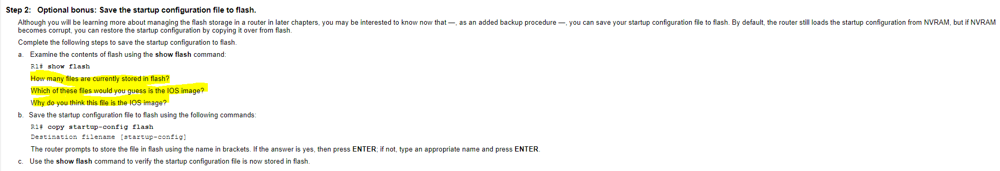 Step 2: Optional bonus: Save the startup configuration file to flash.
Although you will be learning more about managing the flash storage in a router in later chapters, you may be interested to know now that —, as an added backup procedure —, you can save your startup configuration file to flash. By default, the router still loads the startup configuration from NVRAM, but if NVRAM
becomes corrupt, you can restore the startup configuration by copying it over from flash.
Complete the following steps to save the startup configuration to flash.
a. Examine the contents of flash using the show flash command:
R1# show flash
How many files are currently stored in flash?
Which of these files would you guess is the IOS image?
Why do you think this file is the IOS image?
b. Save the startup configuration file to flash using the following commands:
R1# copy startup-config flash
Destination filename [startup-config]
The router prompts to store the file in flash using the name in brackets. If the answer is yes, then press ENTER; if not, type an appropriate name and press ENTER.
c. Use the show flash command to verify the startup configuration file is now stored in flash.